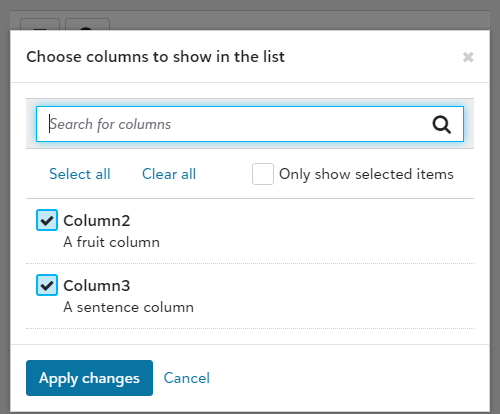 Choose columns to show in the list ×
Search for columns
Select all Clear all Only show selected items
Column2
A fruit column
Column3
A sentence column
Apply changes Cancel